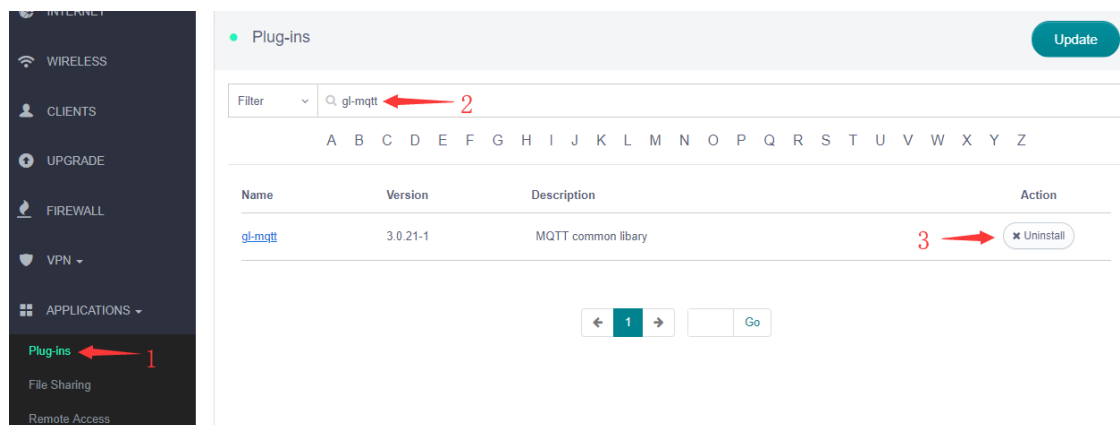 INTERNET
WIRELESS
CLIENTS
UPGRADE
FIREWALL
VPN
APPLICATIONS
Plug-ins 1
File Sharing
Remote Access
Plug-ins
Update
Filter gl-mqtt 2
A B C D E F G H I J K L M N O P Q R S T U V W X Y Z
Name Version Description Action
gl-mqtt 3.0.21-1 MQTT common libary 3 Uninstall
1 Go